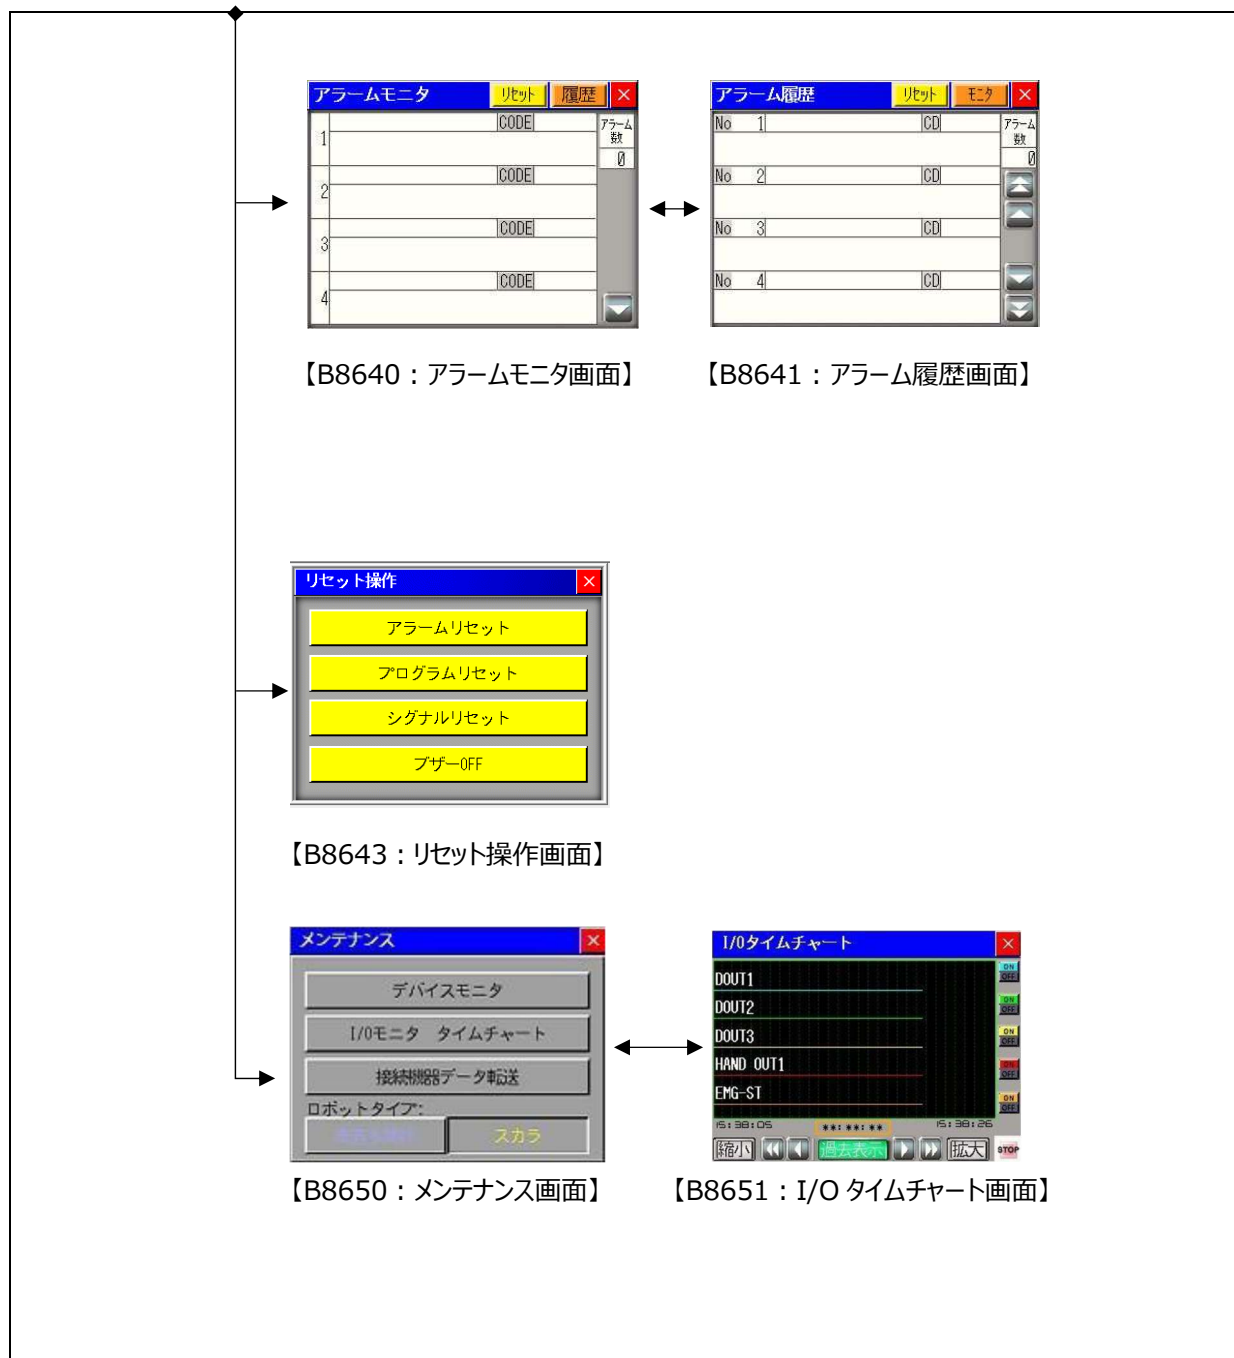 アラームモニタ リセット 履歴 ×
アラーム数 0
1 CODE
2 CODE
3 CODE
4 CODE
【B8640：アラームモニタ画面】
アラーム履歴 リセット モニタ ×
アラーム数 0
No 1 CD
No 2 CD
No 3 CD
No 4 CD
【B8641：アラーム履歴画面】
リセット操作 ×
アラームリセット
プログラムリセット
シグナルリセット
ブザーOFF
【B8643：リセット操作画面】
メンテナンス ×
デバイスモニタ
I/Oモニタ タイムチャート
接続機器データ転送
ロボットタイプ:
スカラ
【B8650：メンテナンス画面】
I/Oタイムチャート ×
DOUT1 ON OFF
DOUT2 ON OFF
DOUT3 ON OFF
HAND OUT1 ON OFF
EMG-ST ON OFF
15:38:05 **:**:** 15:38:26
縮小 過去表示 拡大 STOP
【B8651：I/O タイムチャート画面】